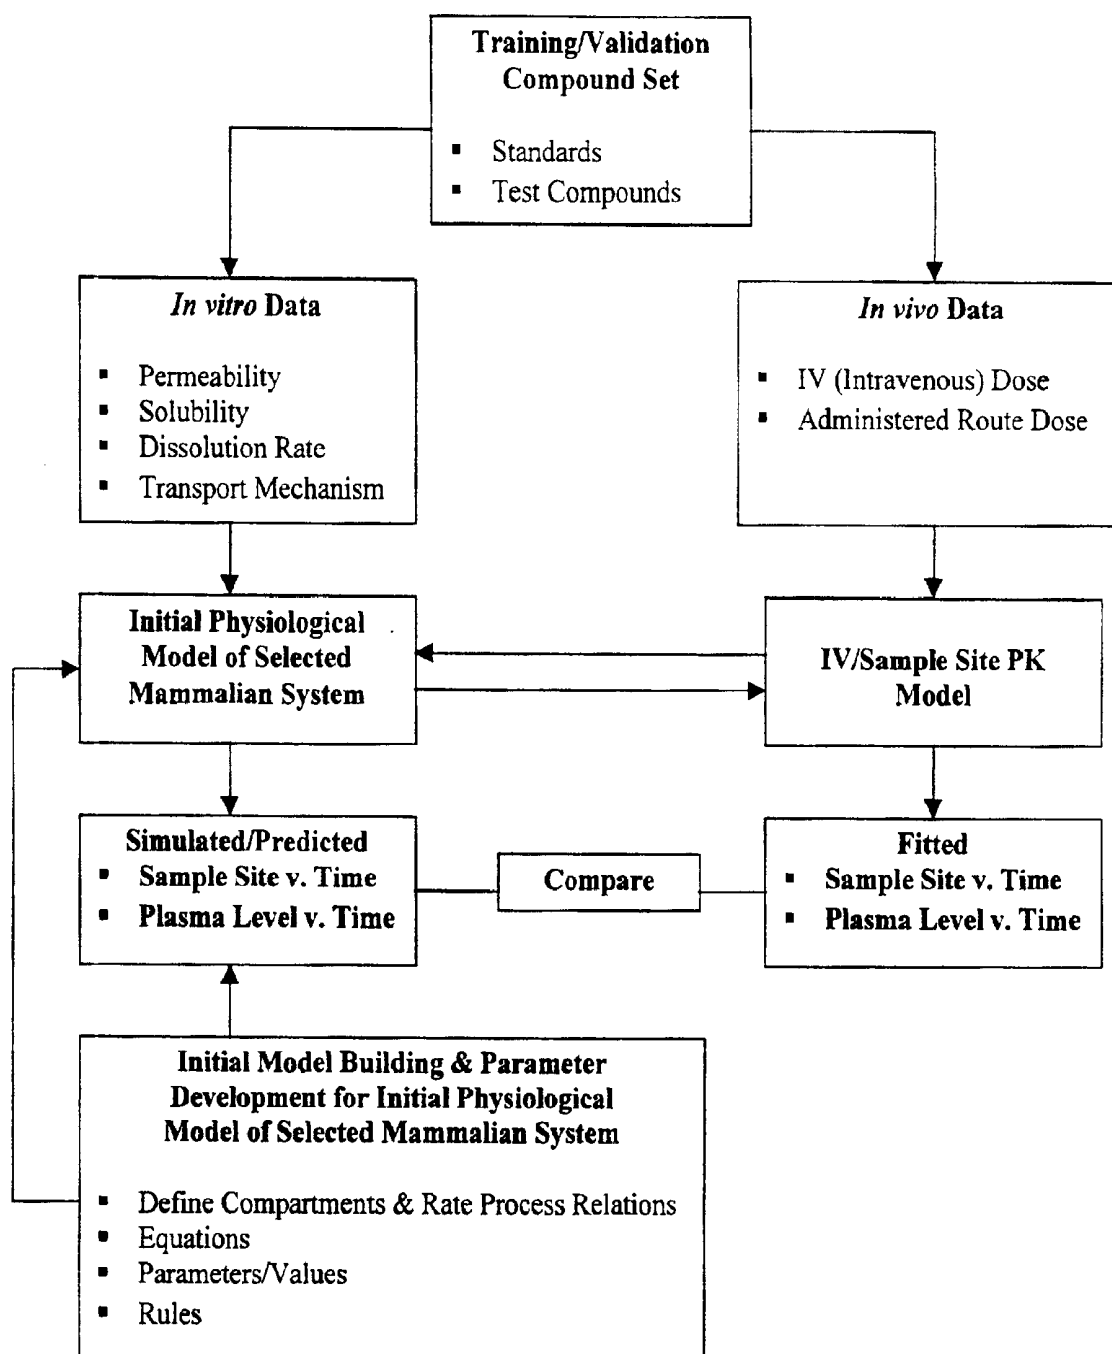 Training/Validation
Compound Set
▪ Standards
▪ Test Compounds
In vitro Data
▪ Permeability
▪ Solubility
▪ Dissolution Rate
▪ Transport Mechanism
In vivo Data
▪ IV (Intravenous) Dose
▪ Administered Route Dose
Initial Physiological
Model of Selected
Mammalian System
IV/Sample Site PK
Model
Simulated/Predicted
▪ Sample Site v. Time
▪ Plasma Level v. Time
Compare
Fitted
▪ Sample Site v. Time
▪ Plasma Level v. Time
Initial Model Building & Parameter
Development for Initial Physiological
Model of Selected Mammalian System
▪ Define Compartments & Rate Process Relations
▪ Equations
▪ Parameters/Values
▪ Rules